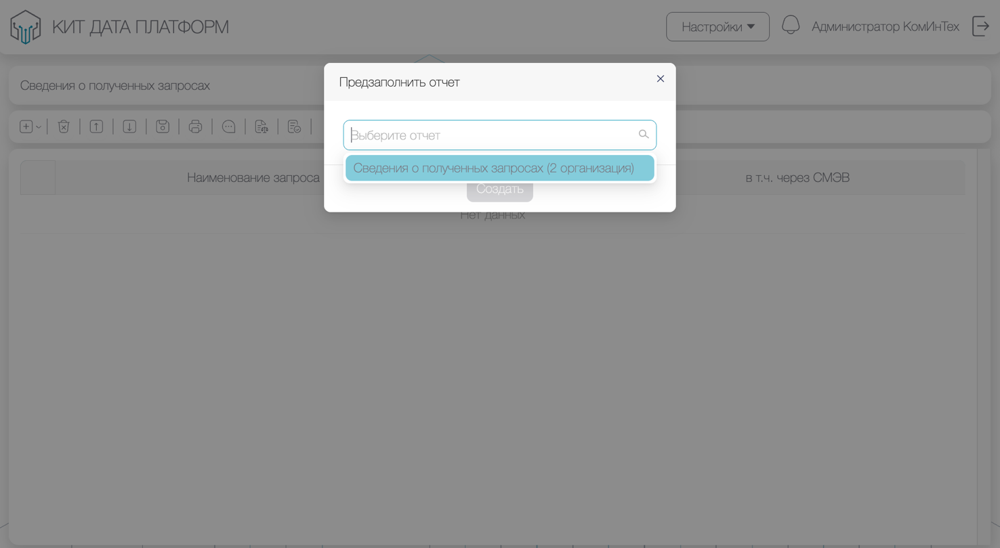 КИТ ДАТА ПЛАТФОРМ
Настройки
Администратор КомИнТех
Сведения о полученных запросах
Предзаполнить отчет
Выберите отчет
Сведения о полученных запросах (2 организация)
Создать
Наименование запроса
в т.ч. через СМЭВ
Нет данных